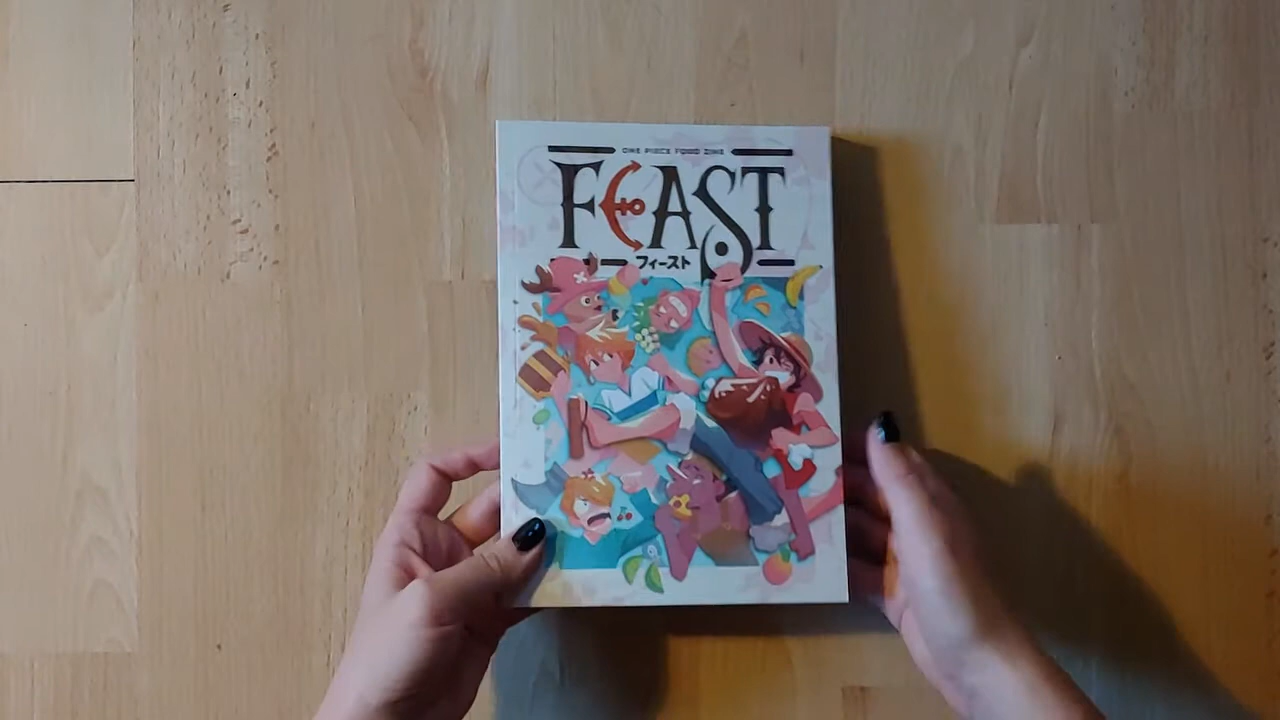 ONE PIECE FOOD ZINE
FEAST
フィースト